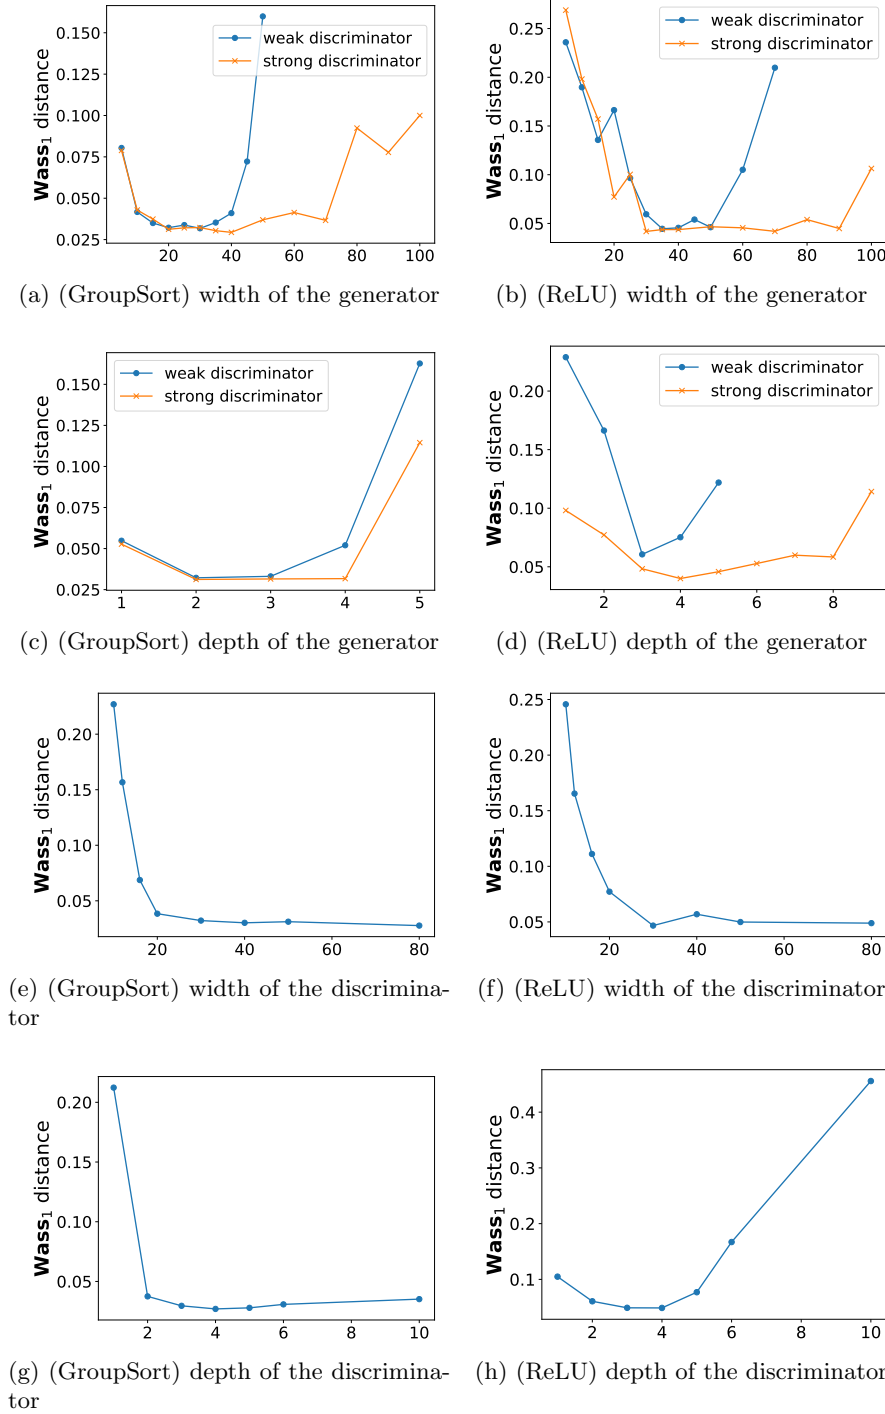 0.150
0.125
0.100
0.075
0.050
0.025
Wass1 distance
weak discriminator
strong discriminator
20 40 60 80 100
(a) (GroupSort) width of the generator
0.25
0.20
0.15
0.10
0.05
Wass1 distance
weak discriminator
strong discriminator
20 40 60 80 100
(b) (ReLU) width of the generator
0.150
0.125
0.100
0.075
0.050
0.025
Wass1 distance
weak discriminator
strong discriminator
1 2 3 4 5
(c) (GroupSort) depth of the generator
0.20
0.15
0.10
0.05
Wass1 distance
weak discriminator
strong discriminator
2 4 6 8
(d) (ReLU) depth of the generator
0.20
0.15
0.10
0.05
Wass1 distance
20 40 60 80
(e) (GroupSort) width of the discrimina-
tor
0.25
0.20
0.15
0.10
0.05
Wass1 distance
20 40 60 80
(f) (ReLU) width of the discriminator
0.20
0.15
0.10
0.05
Wass1 distance
2 4 6 8 10
(g) (GroupSort) depth of the discrimina-
tor
0.4
0.3
0.2
0.1
Wass1 distance
2 4 6 8 10
(h) (ReLU) depth of the discriminator